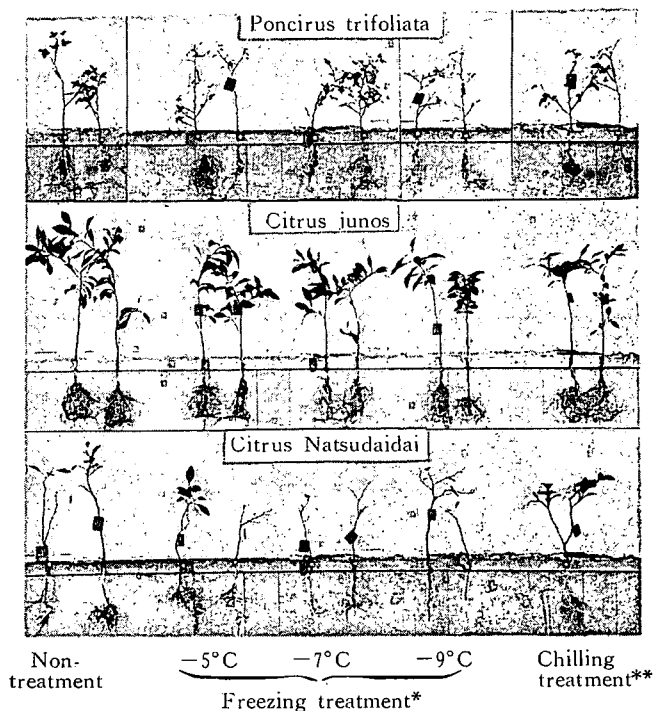 Poncirus trifoliata
Citrus junos
Citrus Natsudaidai
Non-
treatment
−5°C −7°C −9°C
Freezing treatment*
Chilling
treatment**